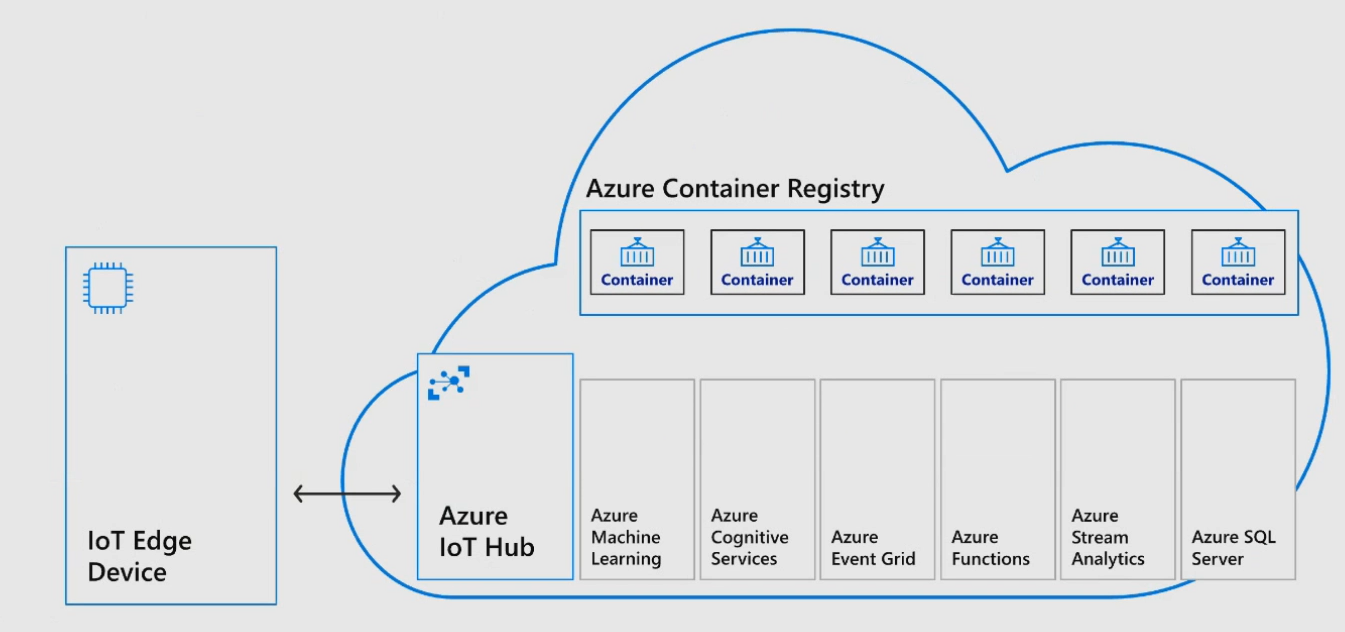 Azure Container Registry
Container
Container
Container
Container
Container
Container
IoT Edge
Device
Azure
IoT Hub
Azure
Machine
Learning
Azure
Cognitive
Services
Azure
Event Grid
Azure
Functions
Azure
Stream
Analytics
Azure SQL
Server